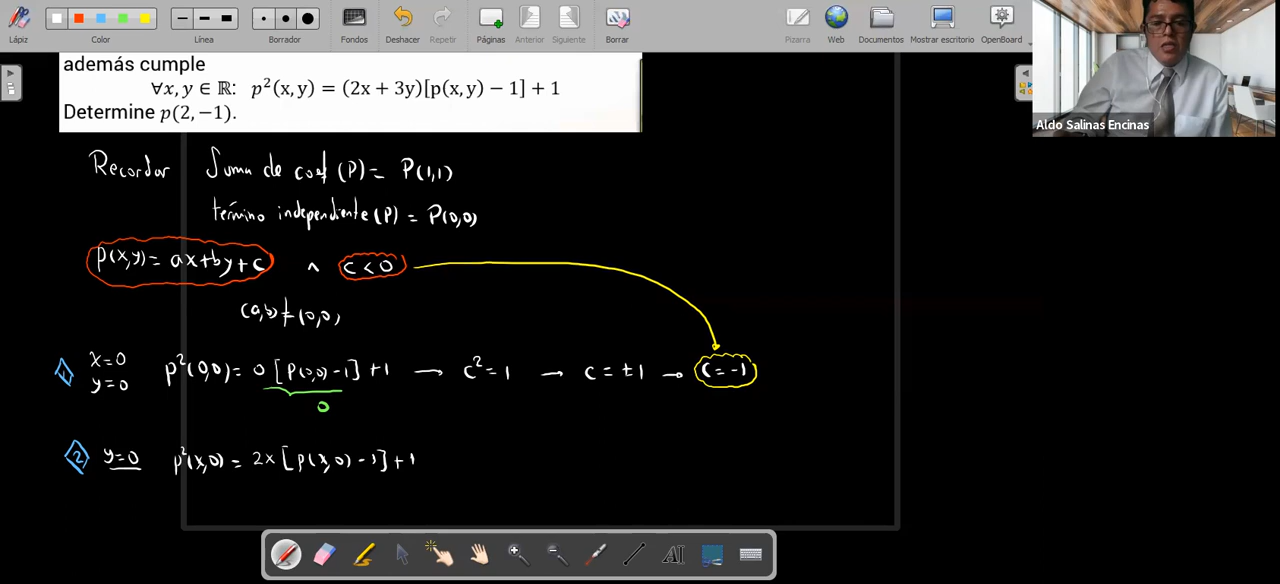 Lápiz Color Línea Borrador Fondos Deshacer Repetir Páginas Anterior Siguiente Borrar Pizarra Web Documentos Mostrar escritorio OpenBoard
además cumple
∀x, y ∈ ℝ: p²(x,y) = (2x + 3y)[p(x,y) − 1] + 1
Determine p(2,−1).
Aldo Salinas Encinas
Recordar Suma de coef (P) = P(1,1)
término independiente (P) = P(0,0)
P(x,y) = ax+by+c ∧ c < 0
(a,b) ≠ (0,0)
1 x=0 y=0 p²(0,0) = 0 [P(0,0) −1] +1 → c² = 1 → c = ±1 → c = −1
0
2 y=0 p²(x,0) = 2x [p(x,0) −1] +1
AI